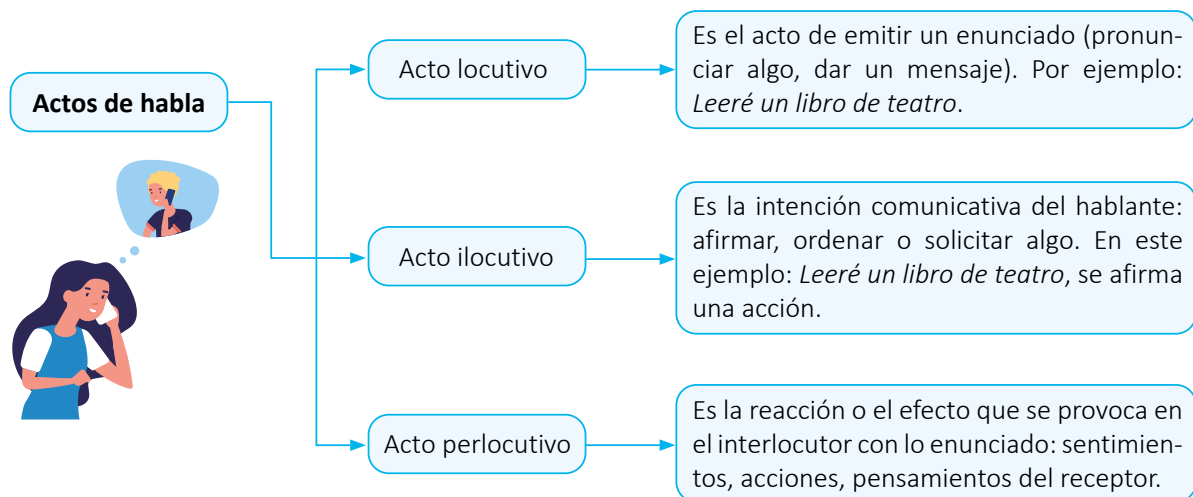 Actos de habla
Acto locutivo
Es el acto de emitir un enunciado (pronun-
ciar algo, dar un mensaje). Por ejemplo:
Leeré un libro de teatro.
Acto ilocutivo
Es la intención comunicativa del hablante:
afirmar, ordenar o solicitar algo. En este
ejemplo: Leeré un libro de teatro, se afirma
una acción.
Acto perlocutivo
Es la reacción o el efecto que se provoca en
el interlocutor con lo enunciado: sentimien-
tos, acciones, pensamientos del receptor.